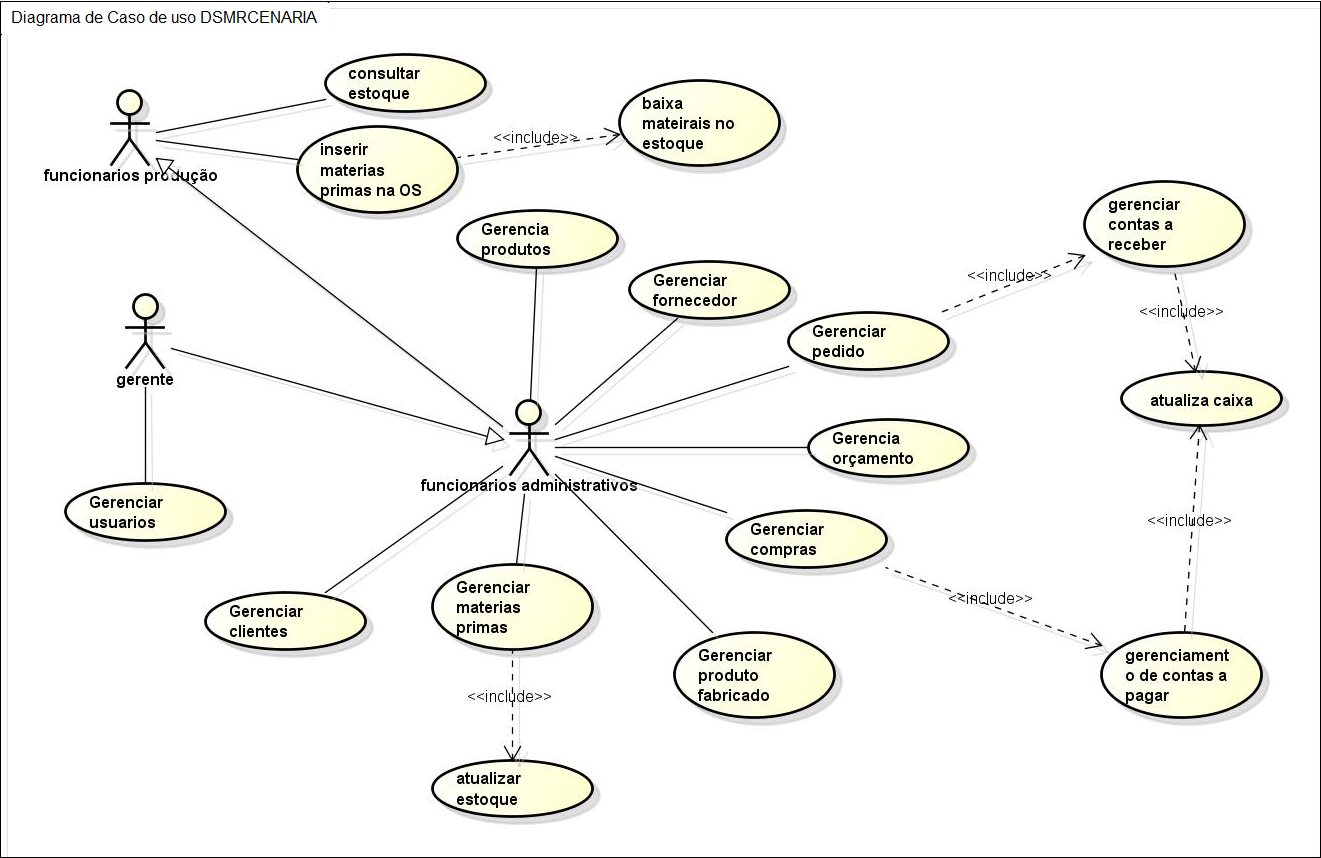 Diagrama de Caso de uso DSMRCENARIA
consultar
estoque
baixa
mateirais no
estoque
<<include>>
inserir
materias
primas na OS
funcionarios produção
Gerencia
produtos
gerenciar
contas a
receber
Gerenciar
fornecedor
<<include>>
<<include>>
Gerenciar
pedido
gerente
atualiza caixa
Gerencia
orçamento
funcionarios administrativos
Gerenciar
usuarios
Gerenciar
compras
<<include>>
<<include>>
Gerenciar
clientes
Gerenciar
materias
primas
Gerenciar
produto
fabricado
gerenciament
o de contas a
pagar
<<include>>
atualizar
estoque